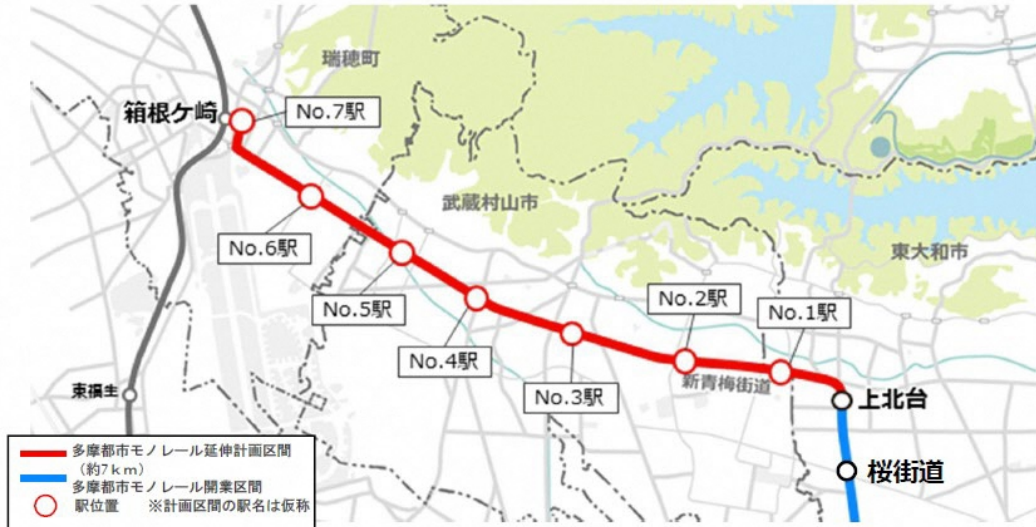 瑞穂町
箱根ケ崎
No.7駅
武蔵村山市
No.6駅
東大和市
No.5駅
No.2駅
No.1駅
No.4駅
新青梅街道
No.3駅
上北台
東福生
桜街道
多摩都市モノレール延伸計画区間
（約7ｋｍ）
多摩都市モノレール開業区間
駅位置　※計画区間の駅名は仮称